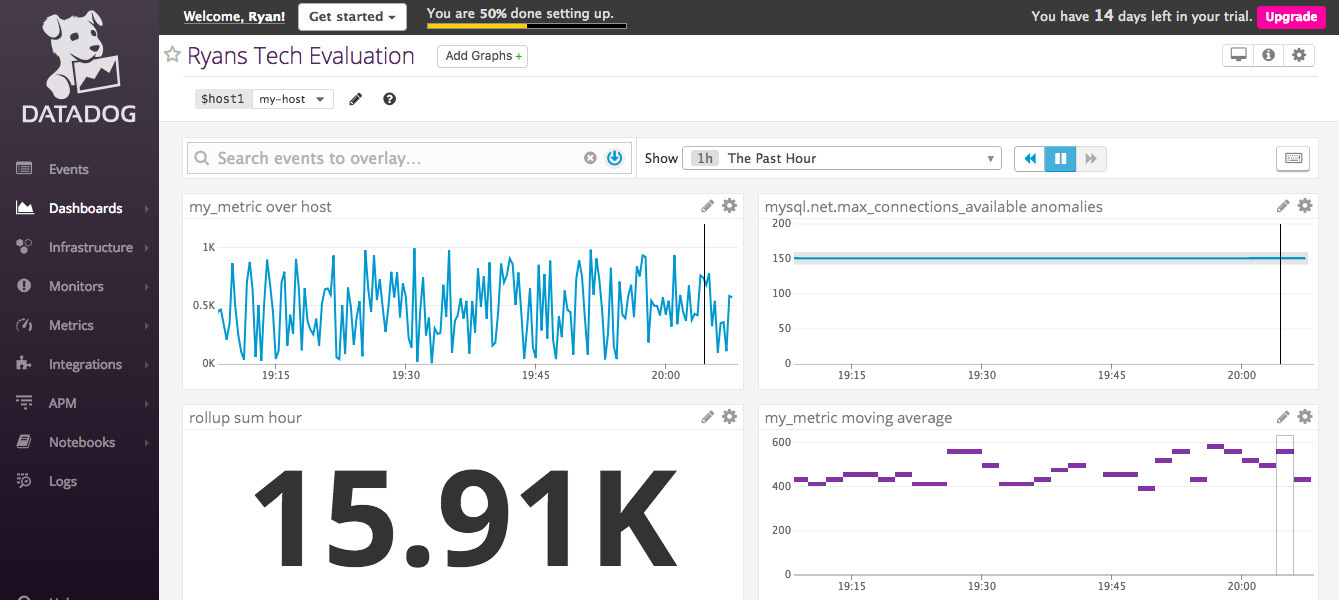 Welcome, Ryan! Get started You are 50% done setting up. You have 14 days left in your trial. Upgrade
DATADOG
Events
Dashboards
Infrastructure
Monitors
Metrics
Integrations
APM
Notebooks
Logs
Ryans Tech Evaluation Add Graphs +
$host1 my-host
Search events to overlay... Show 1h The Past Hour
my_metric over host
1K
0.5K
0K
19:15 19:30 19:45 20:00
mysql.net.max_connections_available anomalies
200
150
100
50
0
19:15 19:30 19:45 20:00
rollup sum hour
15.91K
my_metric moving average
600
400
200
0
19:15 19:30 19:45 20:00